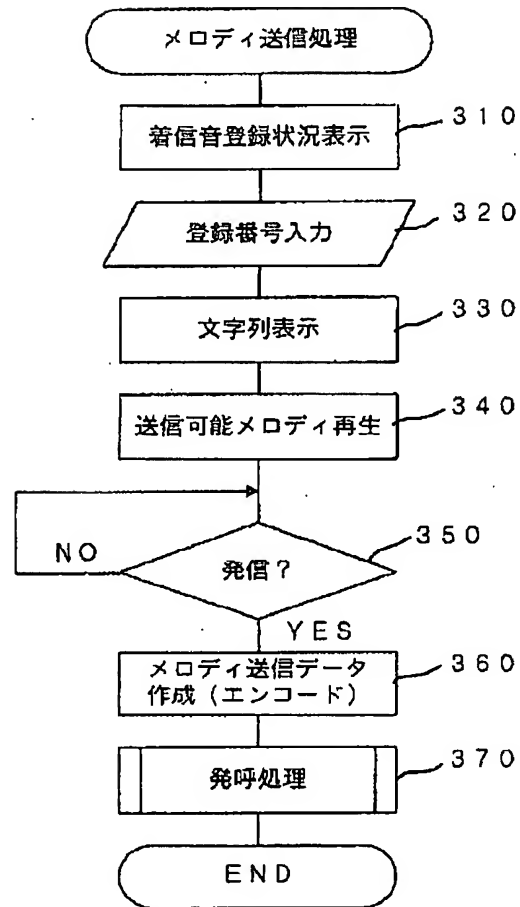 メロディ送信処理
着信音登録状況表示
310
登録番号入力
320
文字列表示
330
送信可能メロディ再生
340
発信？
350
NO
YES
メロディ送信データ
作成（エンコード）
360
発呼処理
370
END